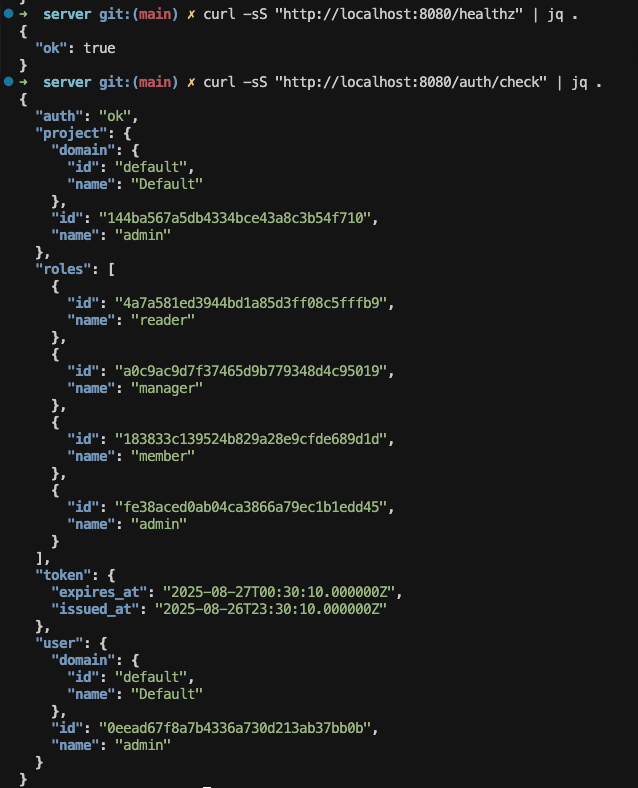 }
➜  server git:(main) ✗ curl -sS "http://localhost:8080/healthz" | jq .
{
  "ok": true
}
➜  server git:(main) ✗ curl -sS "http://localhost:8080/auth/check" | jq .
{
  "auth": "ok",
  "project": {
    "domain": {
      "id": "default",
      "name": "Default"
    },
    "id": "144ba567a5db4334bce43a8c3b54f710",
    "name": "admin"
  },
  "roles": [
    {
      "id": "4a7a581ed3944bd1a85d3ff08c5fffb9",
      "name": "reader"
    },
    {
      "id": "a0c9ac9d7f37465d9b779348d4c95019",
      "name": "manager"
    },
    {
      "id": "183833c139524b829a28e9cfde689d1d",
      "name": "member"
    },
    {
      "id": "fe38aced0ab04ca3866a79ec1b1edd45",
      "name": "admin"
    }
  ],
  "token": {
    "expires_at": "2025-08-27T00:30:10.000000Z",
    "issued_at": "2025-08-26T23:30:10.000000Z"
  },
  "user": {
    "domain": {
      "id": "default",
      "name": "Default"
    },
    "id": "0eead67f8a7b4336a730d213ab37bb0b",
    "name": "admin"
  }
}